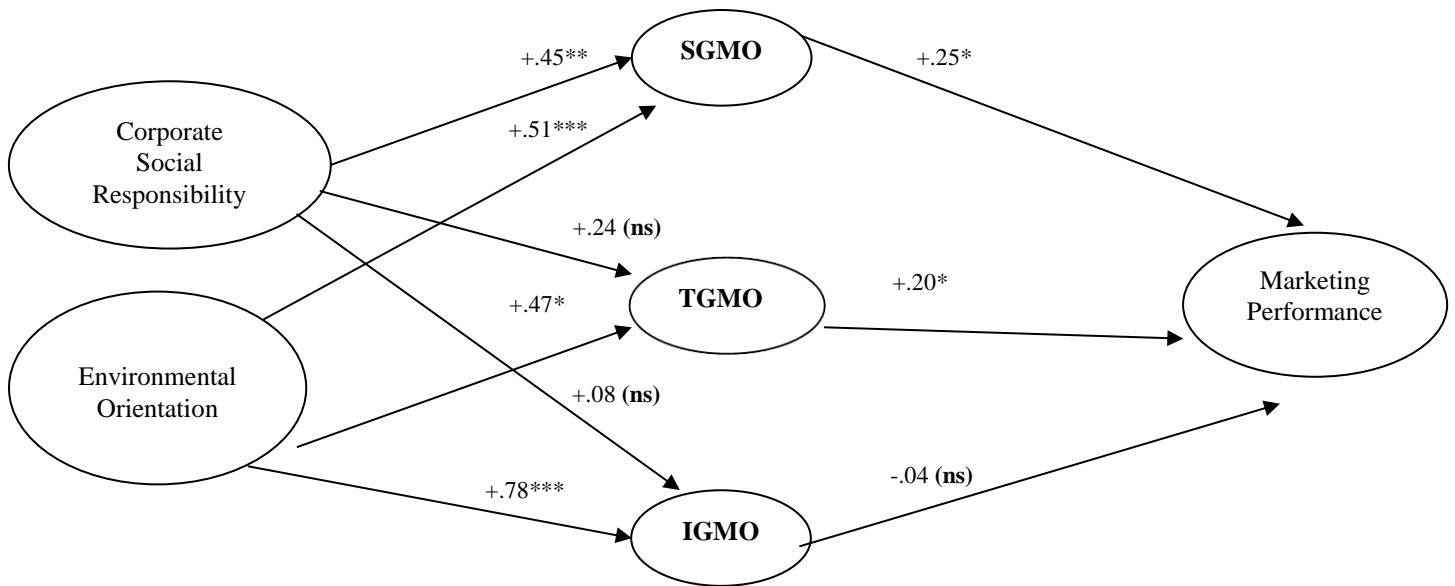 +.45**
SGMO
+.25*
Corporate
Social
Responsibility
+.51***
+.24 (ns)
+.47*
TGMO
+.20*
Marketing
Performance
Environmental
Orientation
+.08 (ns)
+.78***
IGMO
-.04 (ns)